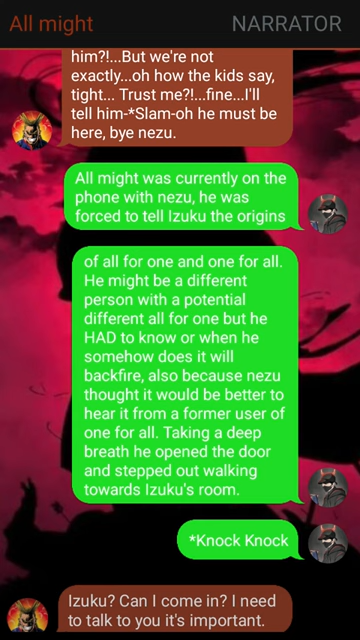 All might
NARRATOR
him?!...But we're not
exactly...oh how the kids say,
tight... Trust me?!...fine...I'll
tell him-*Slam-oh he must be
here, bye nezu.
All might was currently on the
phone with nezu, he was
forced to tell Izuku the origins
of all for one and one for all.
He might be a different
person with a potential
different all for one but he
HAD to know or when he
somehow does it will
backfire, also because nezu
thought it would be better to
hear it from a former user of
one for all. Taking a deep
breath he opened the door
and stepped out walking
towards Izuku's room.
*Knock Knock
Izuku? Can I come in? I need
to talk to you it's important.